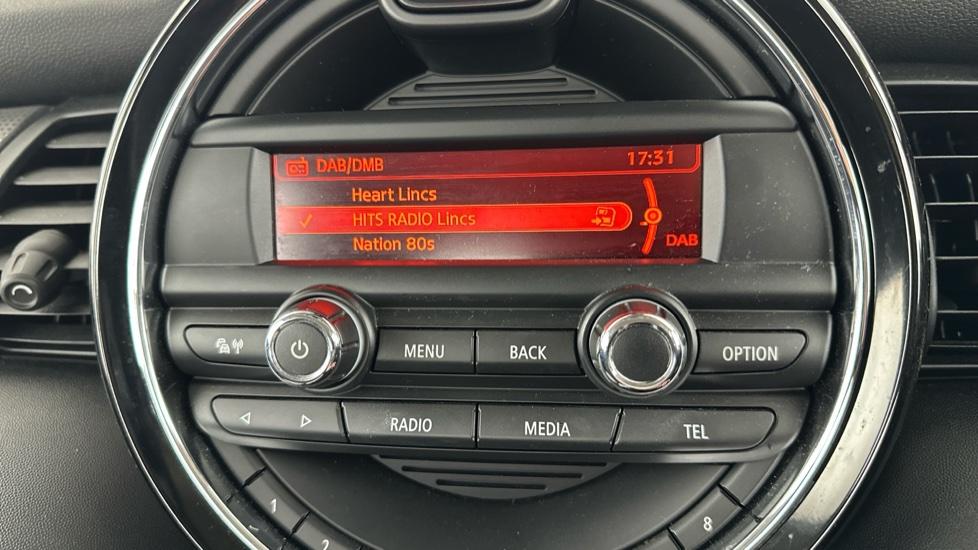 DAB/DMB 17:31
Heart Lincs
✓ HITS RADIO Lincs
Nation 80s
DAB
MENU BACK OPTION
RADIO MEDIA TEL
1
2
8